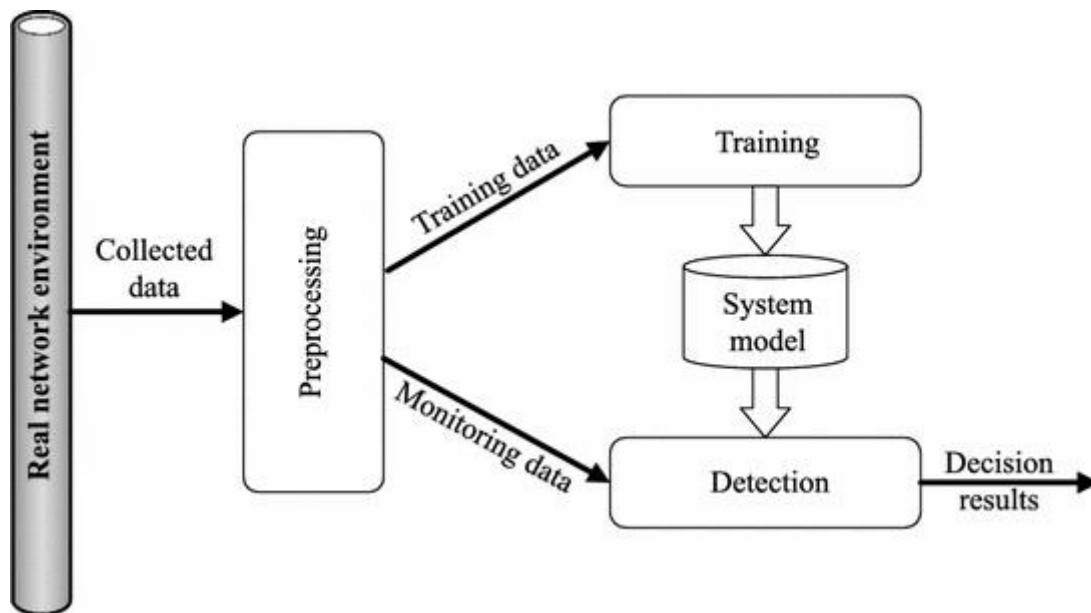 Real network environment
Collected
data
Preprocessing
Training data
Monitoring data
Training
System
model
Detection
Decision
results